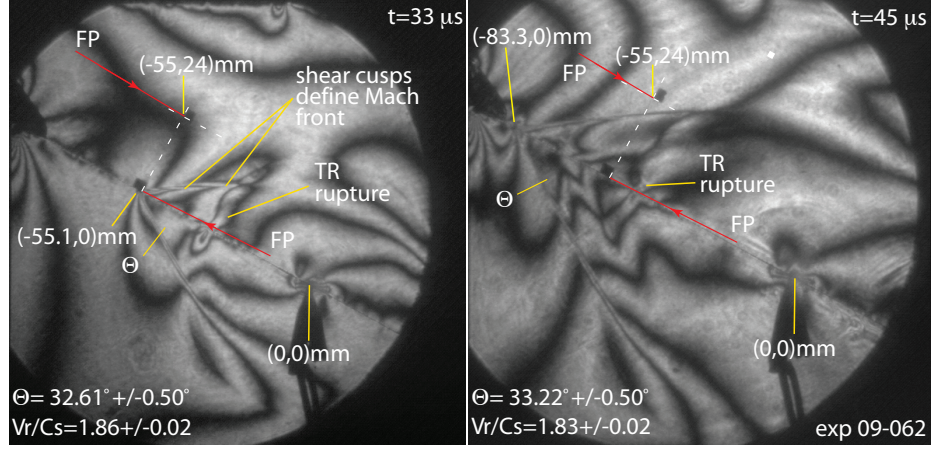 t=33 μs
FP
(-55,24)mm
shear cusps
define Mach
front
TR
rupture
(-55.1,0)mm
Θ
FP
(0,0)mm
Θ= 32.61°+/-0.50°
Vr/Cs=1.86+/-0.02
t=45 μs
(-83.3,0)mm
(-55,24)mm
FP
Θ
TR
rupture
FP
(0,0)mm
Θ= 33.22°+/-0.50°
Vr/Cs=1.83+/-0.02
exp 09-062